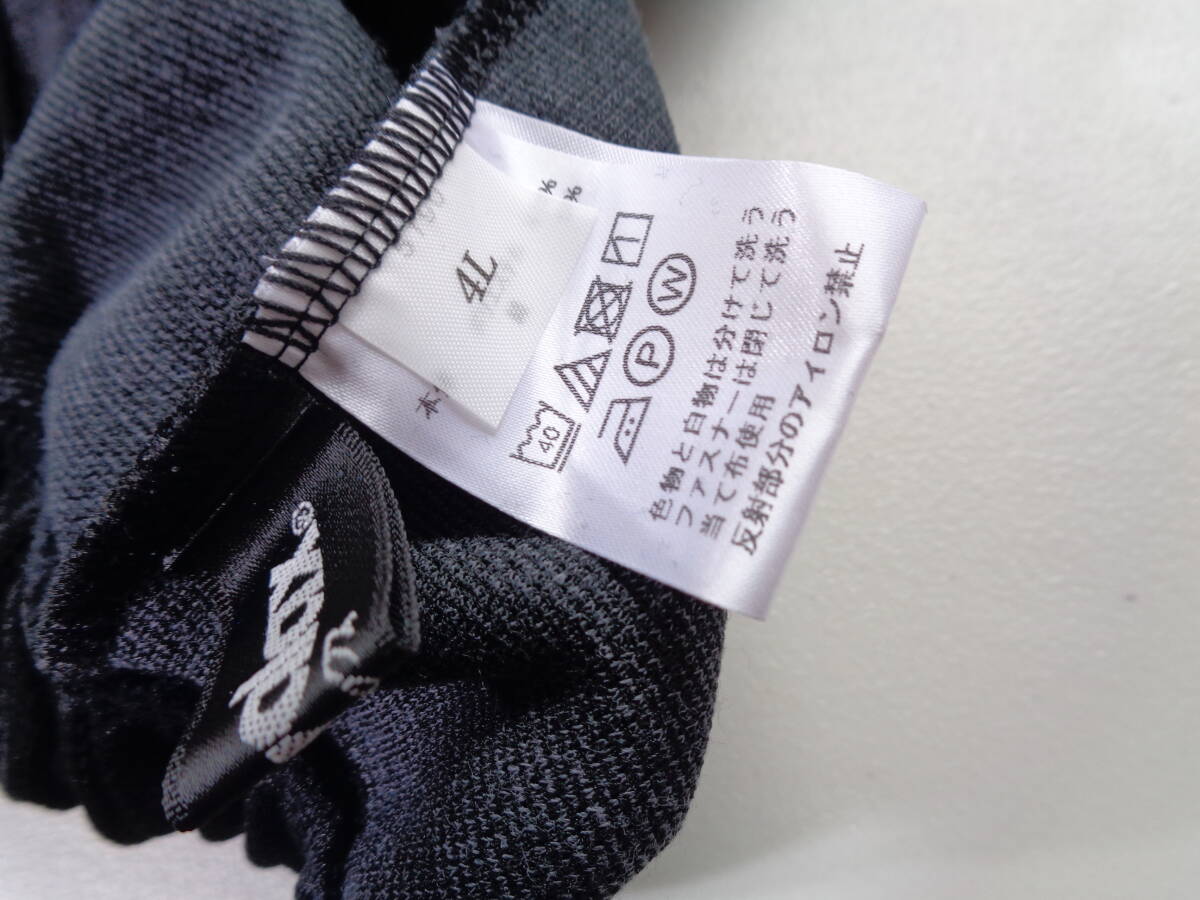 4L
%
%
40
P
W
色物と白物は分けて洗う
ファスナーは閉じて洗う
当て布使用
反射部分のアイロン禁止
本